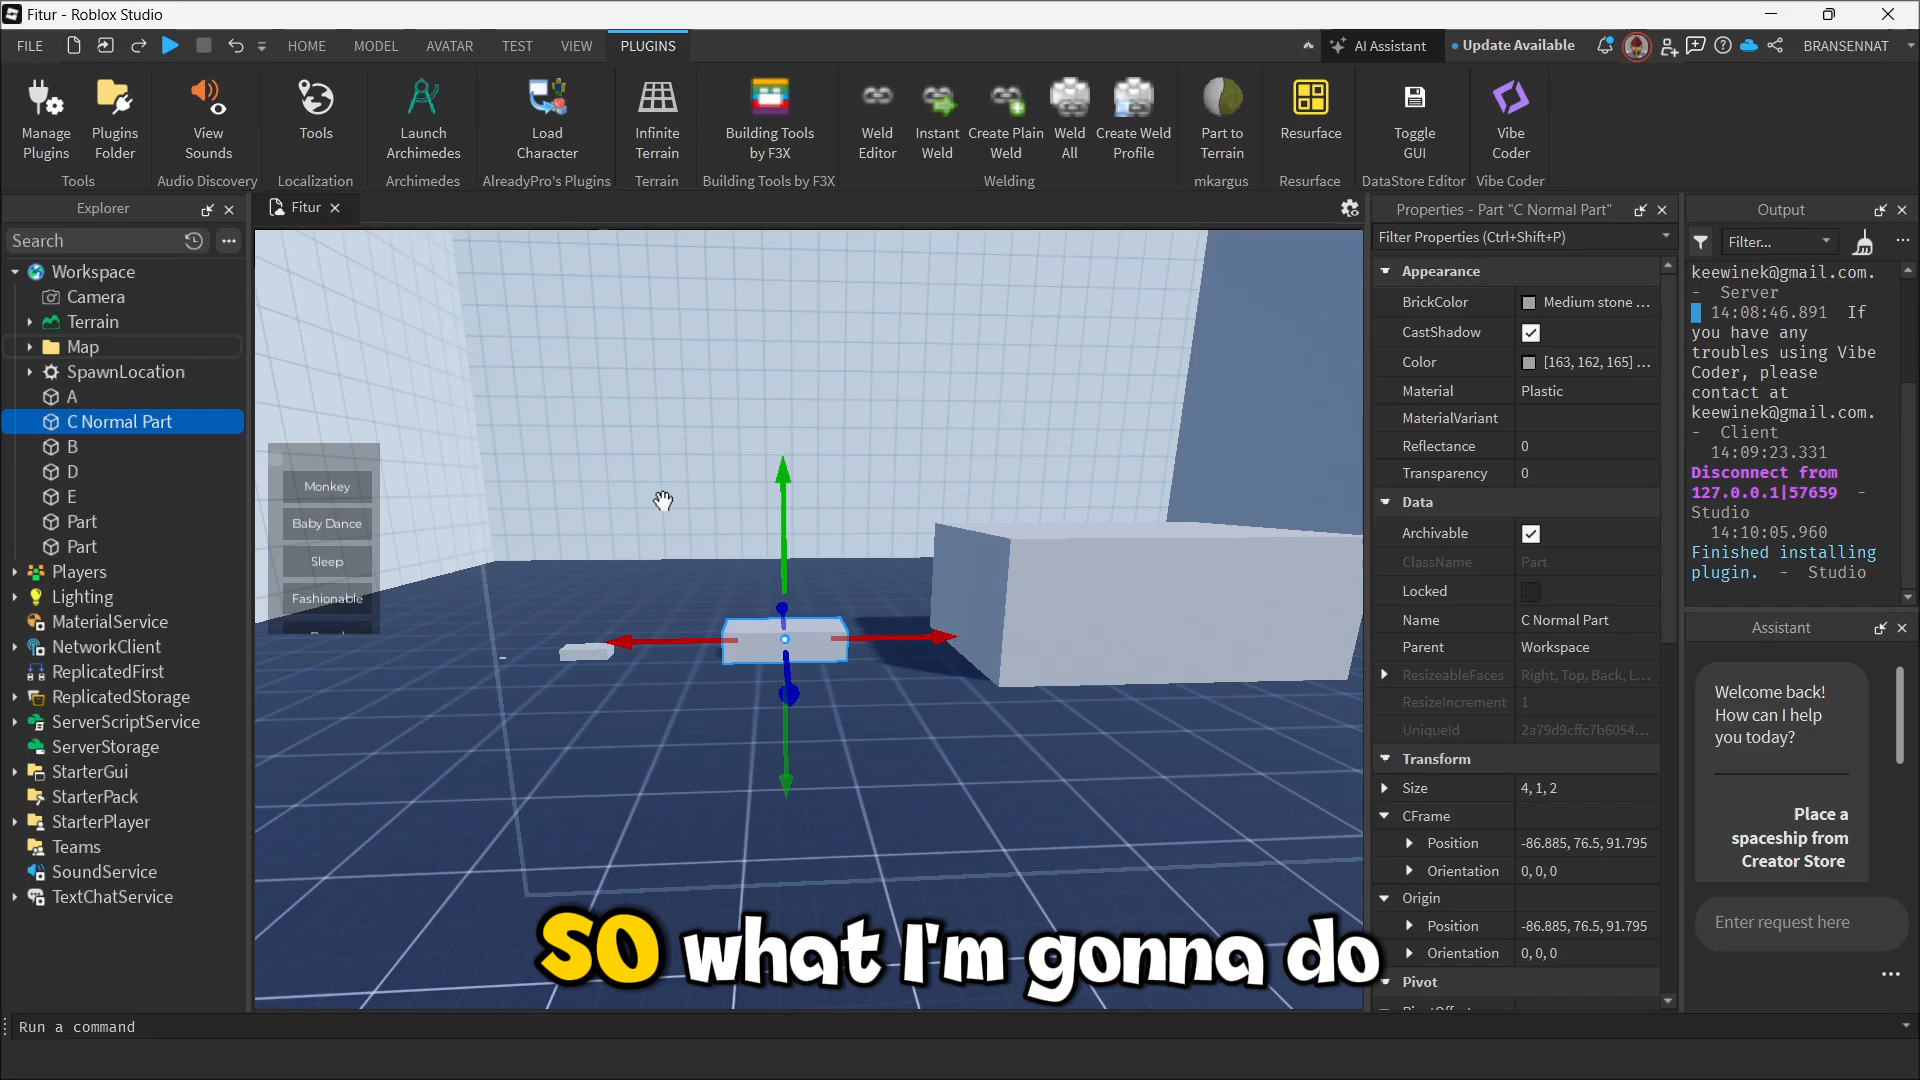 Fitur - Roblox Studio
FILE HOME MODEL AVATAR TEST VIEW PLUGINS AI Assistant Update Available BRANSENNAT
Manage Plugins
Plugins Folder
View Sounds
Tools
Launch Archimedes
Load Character
Infinite Terrain
Building Tools by F3X
Weld Editor
Instant Weld
Create Plain Weld
Weld All
Create Weld Profile
Part to Terrain
Resurface
Toggle GUI
Vibe Coder
Tools Audio Discovery Localization Archimedes AlreadyPro's Plugins Terrain Building Tools by F3X Welding mkargus Resurface DataStore Editor Vibe Coder
Explorer
Search
Workspace
Camera
Terrain
Map
SpawnLocation
A
C Normal Part
B
D
E
Part
Part
Players
Lighting
MaterialService
NetworkClient
ReplicatedFirst
ReplicatedStorage
ServerScriptService
ServerStorage
StarterGui
StarterPack
StarterPlayer
Teams
SoundService
TextChatService
Fitur
Monkey
Baby Dance
Sleep
Fashionable
So what I'm gonna do
Properties - Part "C Normal Part"
Filter Properties (Ctrl+Shift+P)
Appearance
BrickColor Medium stone ...
CastShadow
Color [163, 162, 165] ...
Material Plastic
MaterialVariant
Reflectance 0
Transparency 0
Data
Archivable
ClassName Part
Locked
Name C Normal Part
Parent Workspace
ResizeableFaces Right, Top, Back, L...
ResizeIncrement 1
UniqueId 2a79d9cffc7b6054...
Transform
Size 4, 1, 2
CFrame
Position -86.885, 76.5, 91.795
Orientation 0, 0, 0
Origin
Position -86.885, 76.5, 91.795
Orientation 0, 0, 0
Pivot
Output
Filter...
keewinek@gmail.com.
- Server
14:08:46.891 If
you have any
troubles using Vibe
Coder, please
contact at
keewinek@gmail.com.
- Client
14:09:23.331
Disconnect from
127.0.0.1|57659 -
Studio
14:10:05.960
Finished installing
plugin. - Studio
Assistant
Welcome back!
How can I help
you today?
Place a
spaceship from
Creator Store
Enter request here
Run a command